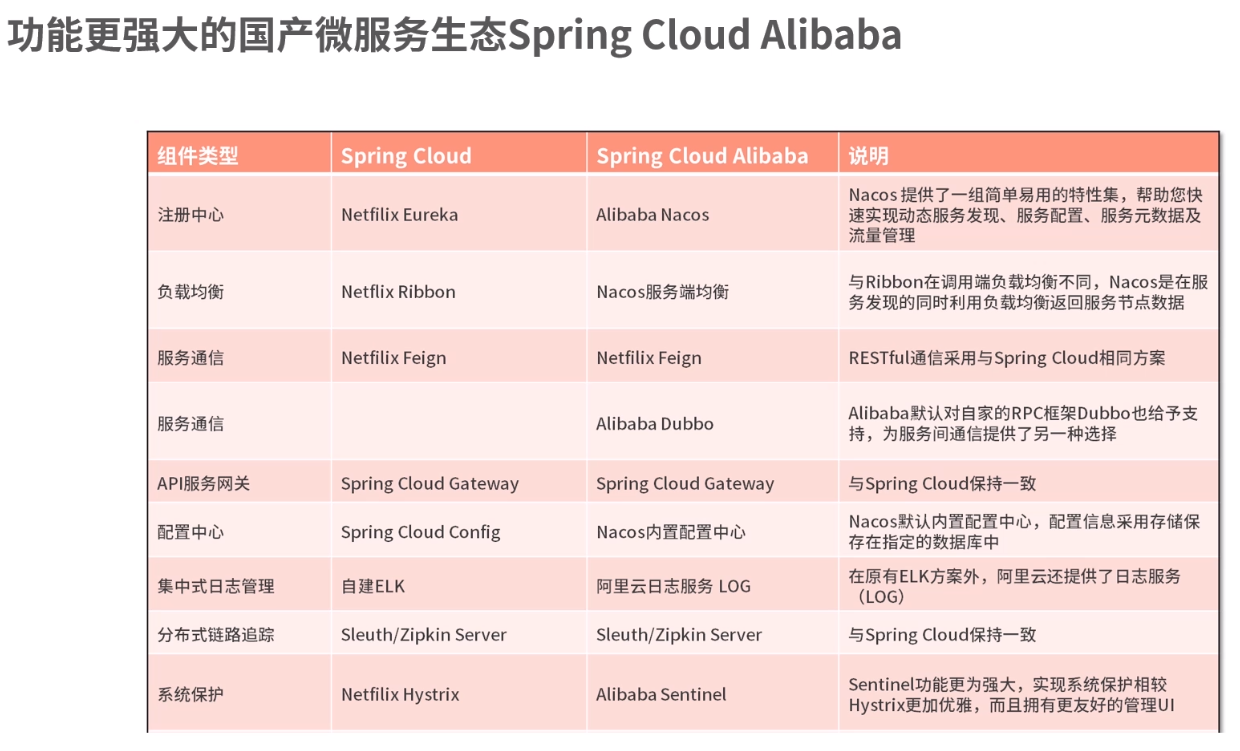 功能更强大的国产微服务生态Spring Cloud Alibaba
组件类型 Spring Cloud Spring Cloud Alibaba 说明
注册中心 Netfilix Eureka Alibaba Nacos Nacos 提供了一组简单易用的特性集，帮助您快
速实现动态服务发现、服务配置、服务元数据及
流量管理
负载均衡 Netflix Ribbon Nacos服务端均衡 与Ribbon在调用端负载均衡不同，Nacos是在服
务发现的同时利用负载均衡返回服务节点数据
服务通信 Netfilix Feign Netfilix Feign RESTful通信采用与Spring Cloud相同方案
服务通信 Alibaba Dubbo Alibaba默认对自家的RPC框架Dubbo也给予支
持，为服务间通信提供了另一种选择
API服务网关 Spring Cloud Gateway Spring Cloud Gateway 与Spring Cloud保持一致
配置中心 Spring Cloud Config Nacos内置配置中心 Nacos默认内置配置中心，配置信息采用存储保
存在指定的数据库中
集中式日志管理 自建ELK 阿里云日志服务 LOG 在原有ELK方案外，阿里云还提供了日志服务
（LOG）
分布式链路追踪 Sleuth/Zipkin Server Sleuth/Zipkin Server 与Spring Cloud保持一致
系统保护 Netfilix Hystrix Alibaba Sentinel Sentinel功能更为强大，实现系统保护相较
Hystrix更加优雅，而且拥有更友好的管理UI